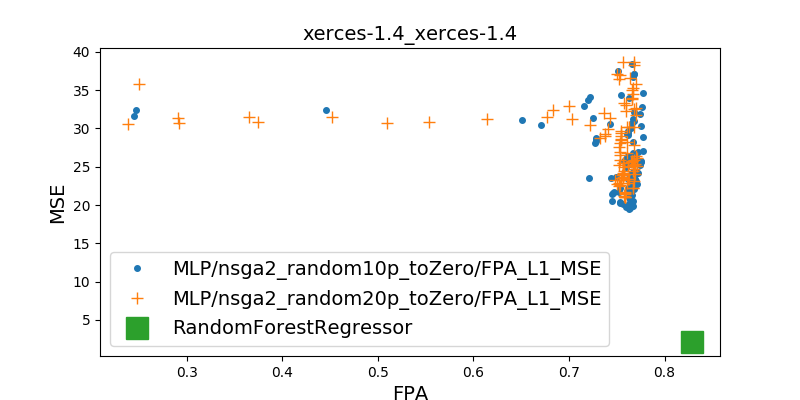 xerces-1.4_xerces-1.4
MSE
40
35
30
25
20
15
10
5
MLP/nsga2_random10p_toZero/FPA_L1_MSE
MLP/nsga2_random20p_toZero/FPA_L1_MSE
RandomForestRegressor
0.3 0.4 0.5 0.6 0.7 0.8
FPA